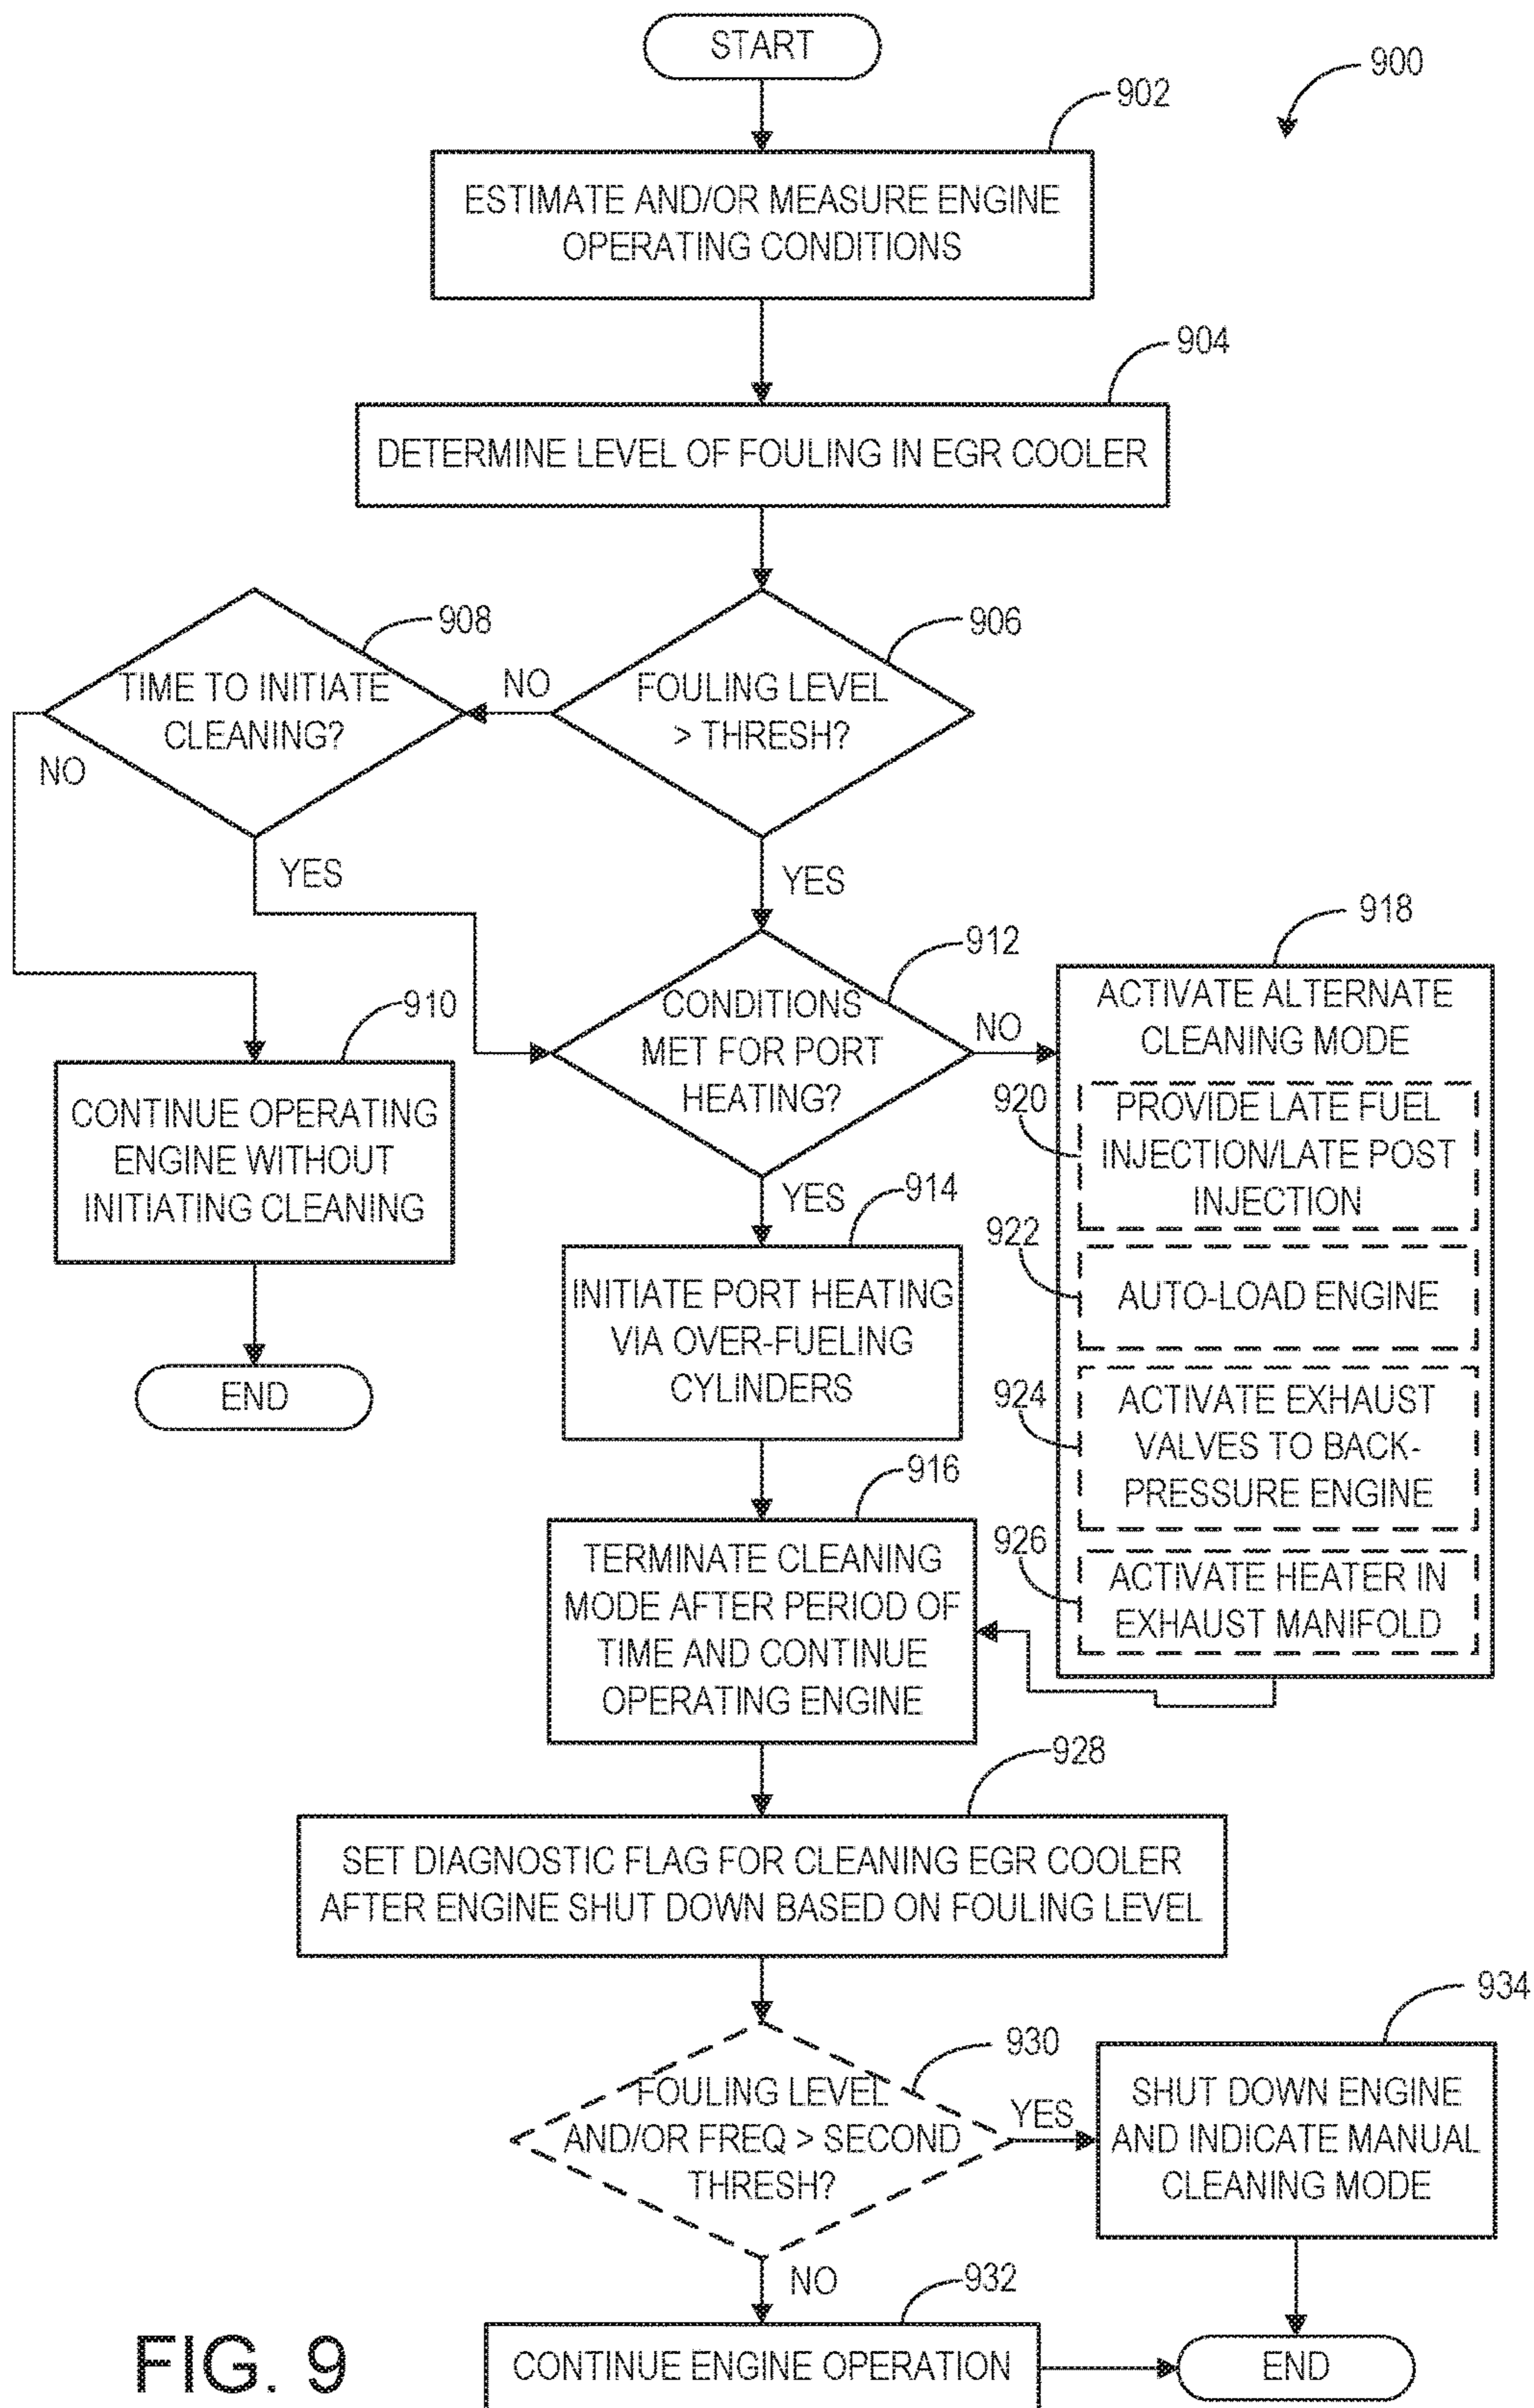 START
900
902
ESTIMATE AND/OR MEASURE ENGINE
OPERATING CONDITIONS
904
DETERMINE LEVEL OF FOULING IN EGR COOLER
908
TIME TO INITIATE
CLEANING?
NO
906
FOULING LEVEL
> THRESH?
NO
YES
YES
910
CONTINUE OPERATING
ENGINE WITHOUT
INITIATING CLEANING
END
912
CONDITIONS
MET FOR PORT
HEATING?
NO
YES
914
INITIATE PORT HEATING
VIA OVER-FUELING
CYLINDERS
916
TERMINATE CLEANING
MODE AFTER PERIOD OF
TIME AND CONTINUE
OPERATING ENGINE
918
ACTIVATE ALTERNATE
CLEANING MODE
920
PROVIDE LATE FUEL
INJECTION/LATE POST
INJECTION
922
AUTO-LOAD ENGINE
924
ACTIVATE EXHAUST
VALVES TO BACK-
PRESSURE ENGINE
926
ACTIVATE HEATER IN
EXHAUST MANIFOLD
928
SET DIAGNOSTIC FLAG FOR CLEANING EGR COOLER
AFTER ENGINE SHUT DOWN BASED ON FOULING LEVEL
930
FOULING LEVEL
AND/OR FREQ > SECOND
THRESH?
YES
934
SHUT DOWN ENGINE
AND INDICATE MANUAL
CLEANING MODE
NO
932
CONTINUE ENGINE OPERATION
END
FIG. 9